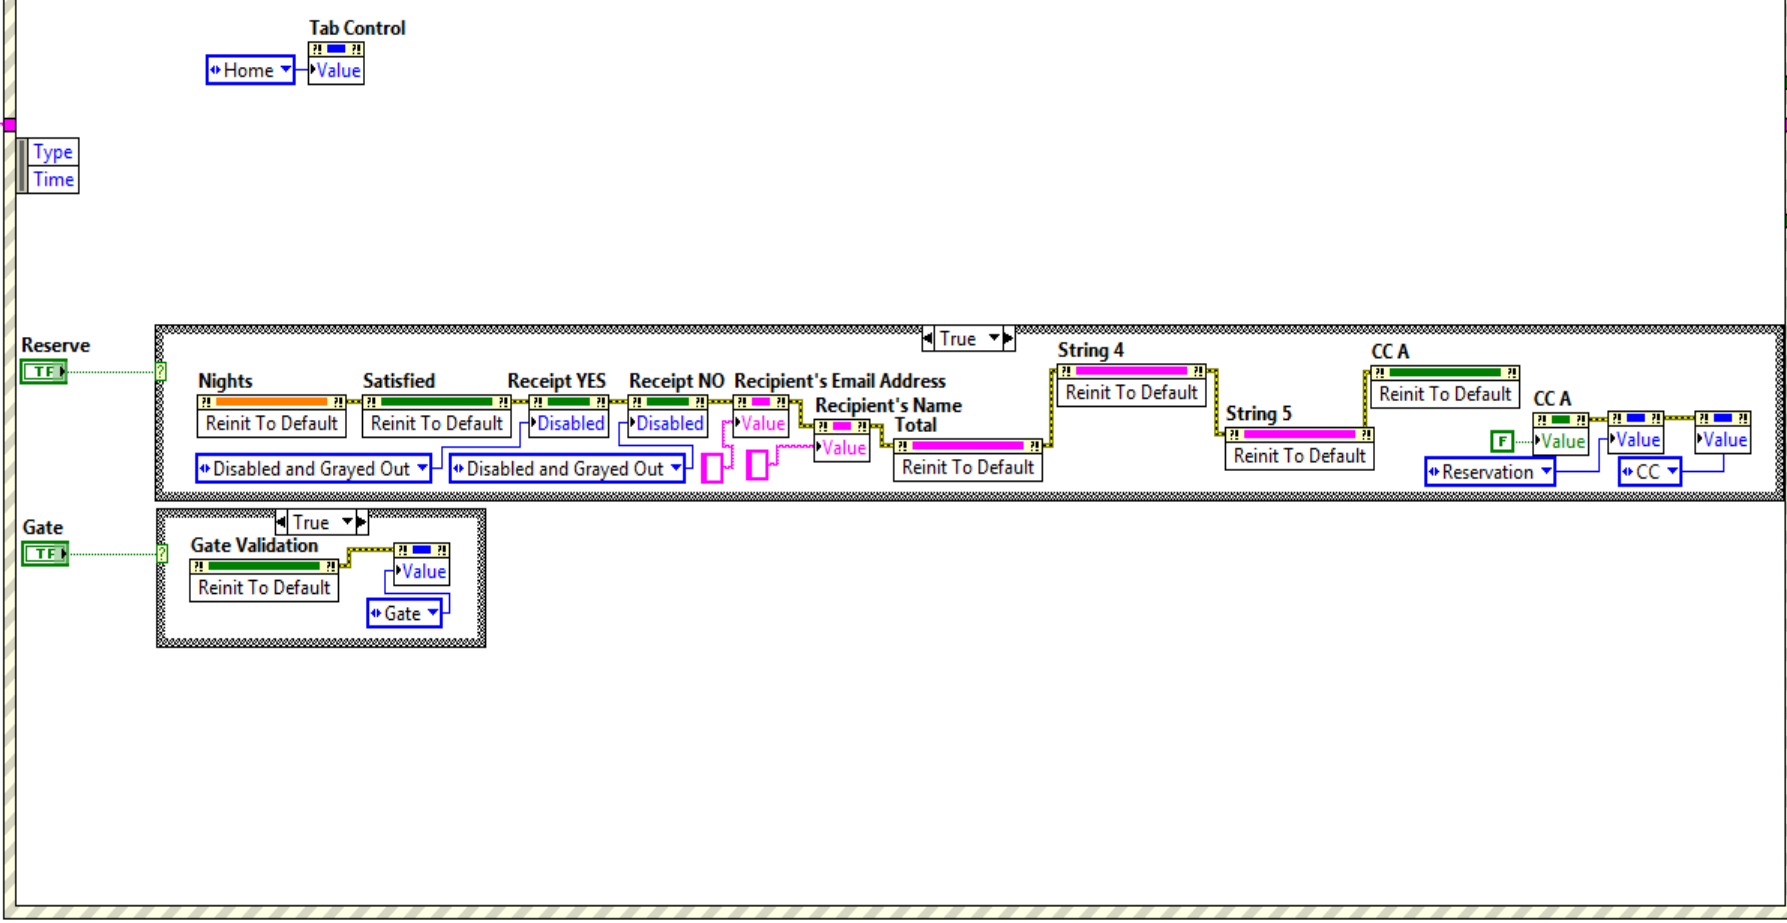 Tab Control
Home
Value
Type
Time
Reserve
TF
True
Nights
Reinit To Default
Satisfied
Reinit To Default
Receipt YES
Disabled
Disabled and Grayed Out
Receipt NO
Disabled
Disabled and Grayed Out
Recipient's Email Address
Value
Recipient's Name
Value
Total
Reinit To Default
String 4
Reinit To Default
String 5
Reinit To Default
CC A
Reinit To Default
CC A
F
Value
Reservation
Value
CC
Value
Gate
TF
True
Gate Validation
Reinit To Default
Value
Gate